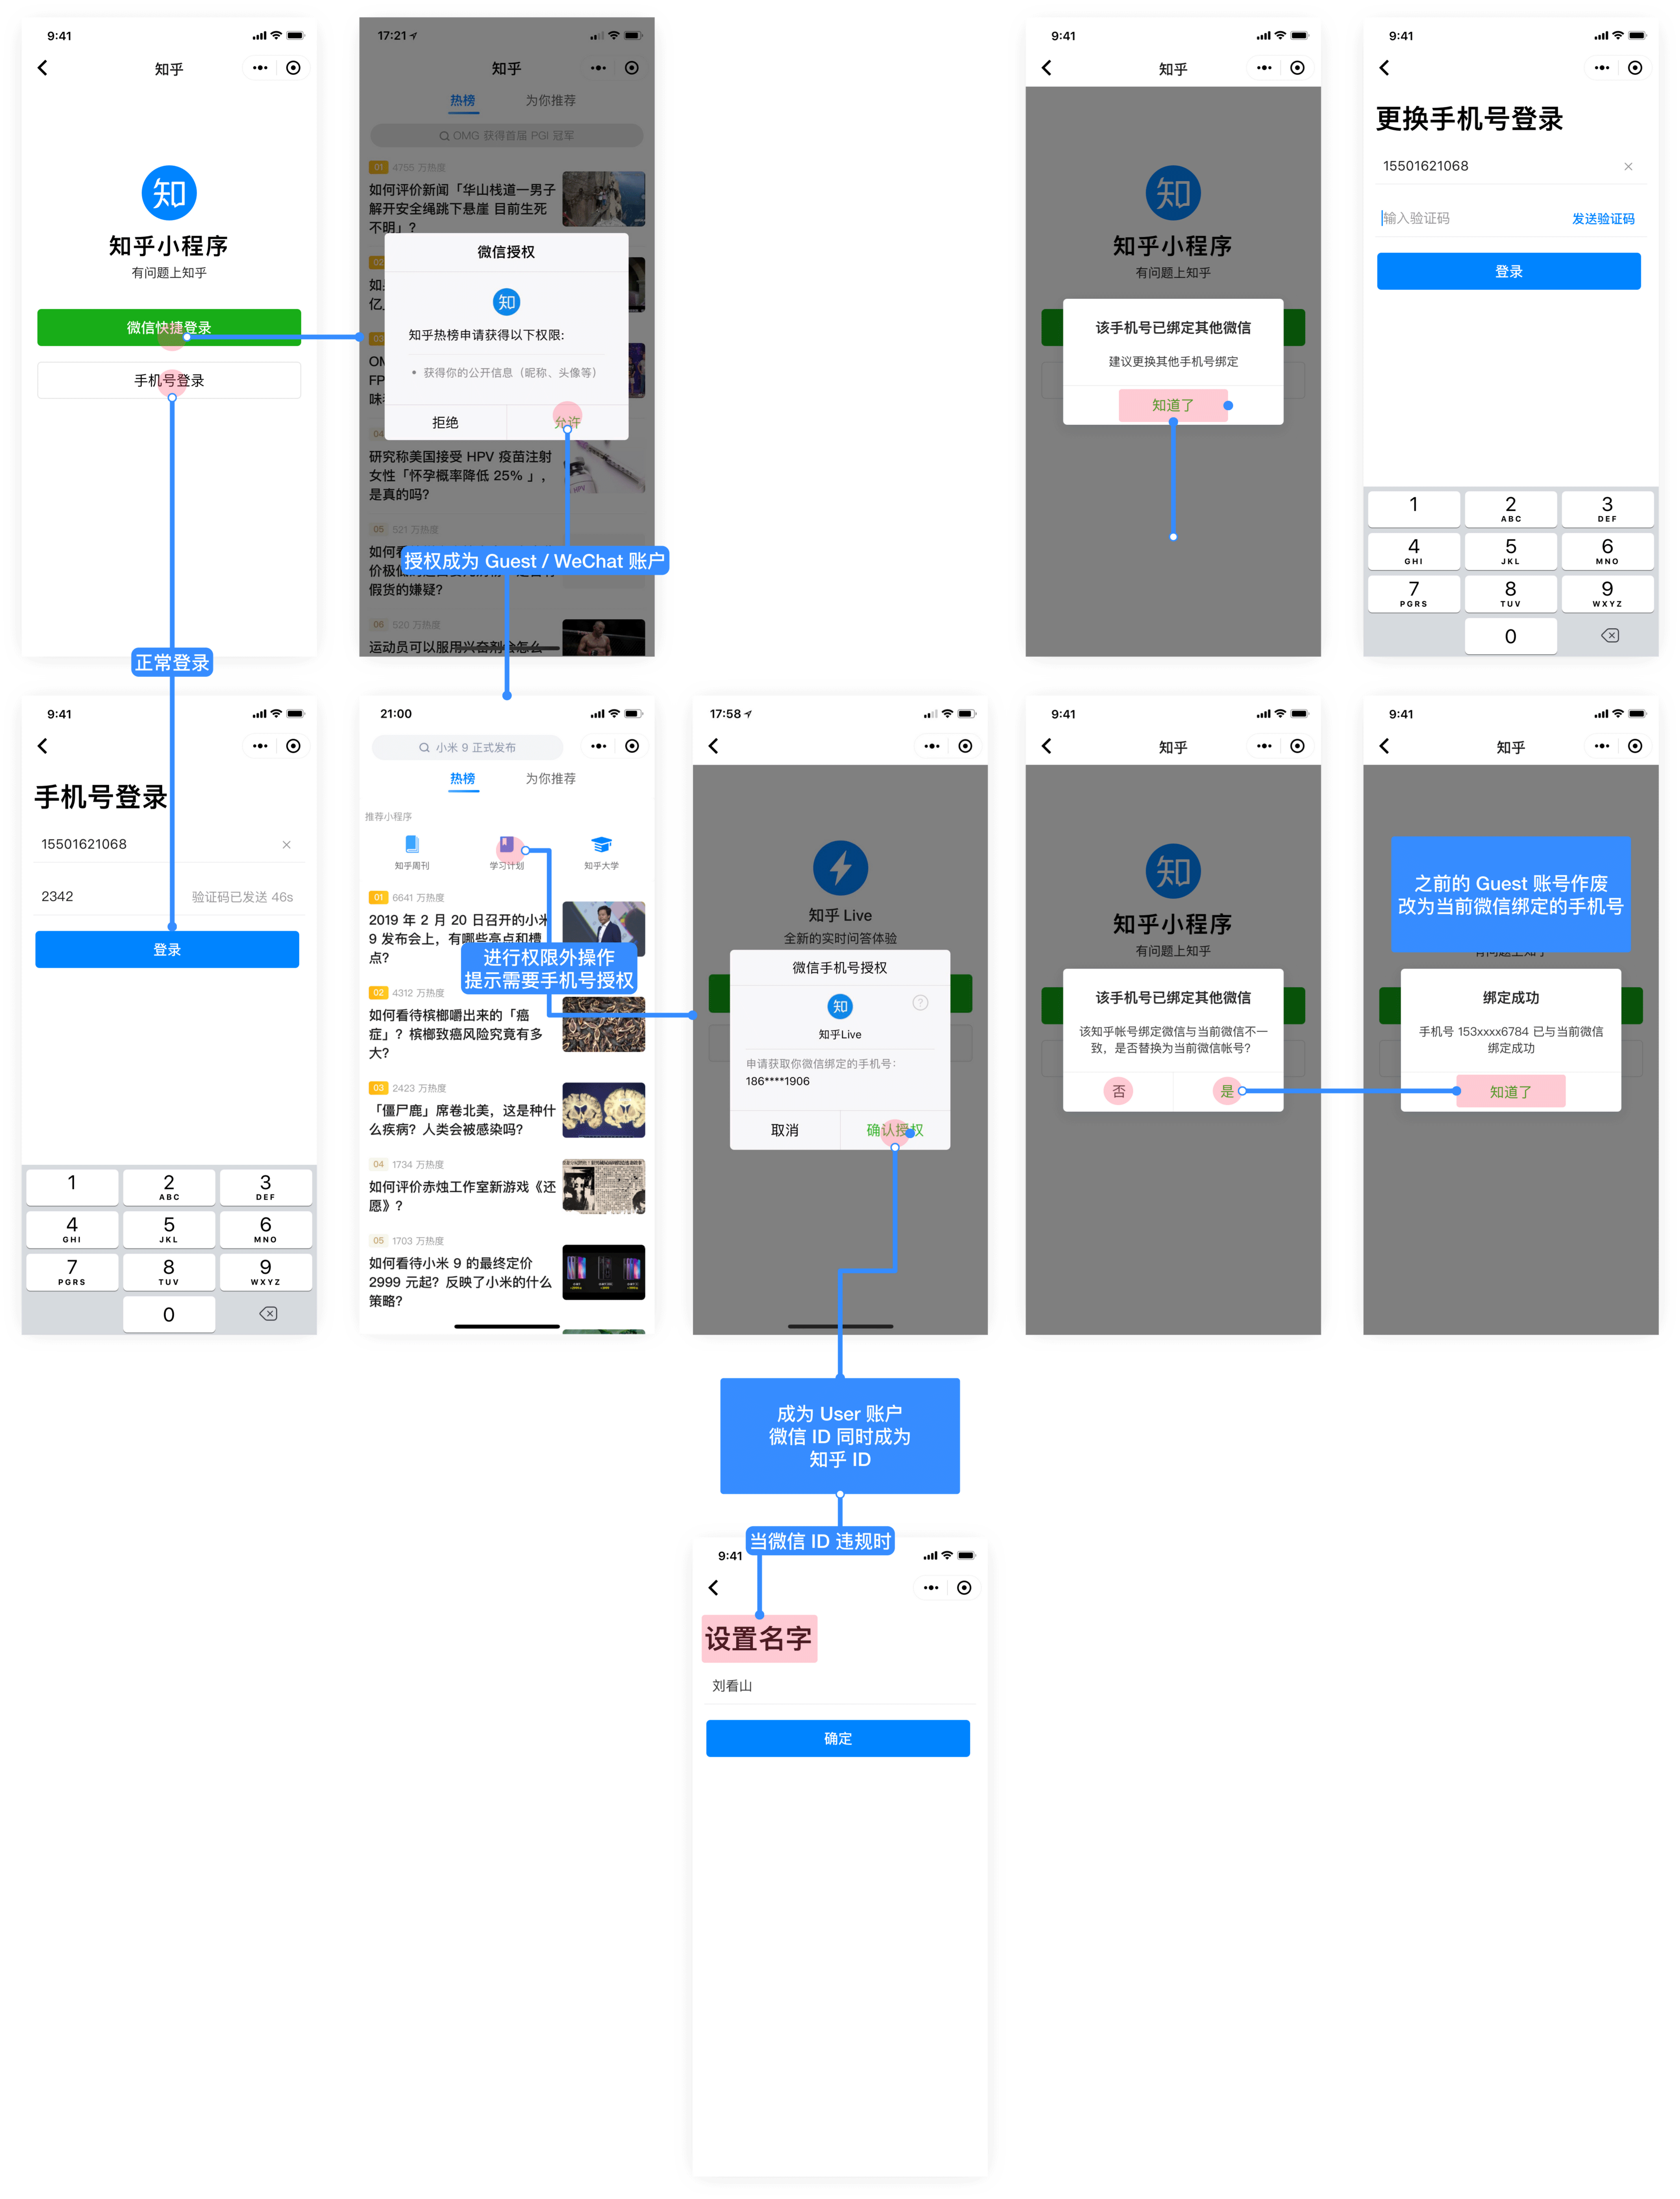 9:41
知乎
知
知乎小程序
有问题上知乎
微信快捷登录
手机号登录
正常登录
17:21
知乎
热榜
为你推荐
OMG 获得首届 PGI 冠军
01 4755 万热度
如何评价新闻「华山栈道一男子
解开安全绳跳下悬崖 目前生死
不明」?
微信授权
知
知乎热榜申请获得以下权限:
• 获得你的公开信息（昵称、头像等）
拒绝
允许
04
研究称美国接受 HPV 疫苗注射
女性「怀孕概率降低 25% 」，
是真的吗?
05 521 万热度
授权成为 Guest / WeChat 账户
假货的嫌疑?
06 520 万热度
运动员可以服用兴奋剂会怎么
9:41
知乎
知
知乎小程序
有问题上知乎
该手机号已绑定其他微信
建议更换其他手机号绑定
知道了
9:41
更换手机号登录
15501621068
输入验证码
发送验证码
登录
1
2
ABC
3
DEF
4
GHI
5
JKL
6
MNO
7
PGRS
8
TUV
9
WXYZ
0
9:41
手机号登录
15501621068
2342
验证码已发送 46s
登录
1
2
ABC
3
DEF
4
GHI
5
JKL
6
MNO
7
PGRS
8
TUV
9
WXYZ
0
21:00
小米 9 正式发布
热榜
为你推荐
推荐小程序
知乎周刊
学习计划
知乎大学
01 6641 万热度
2019 年 2 月 20 日召开的小米
9 发布会上，有哪些亮点和槽
点?
进行权限外操作
提示需要手机号授权
02 4312 万热度
如何看待槟榔嚼出来的「癌
症」? 槟榔致癌风险究竟有多
大?
03 2423 万热度
「僵尸鹿」席卷北美，这是种什
么疾病? 人类会被感染吗?
04 1734 万热度
如何评价赤烛工作室新游戏《还
愿》?
05 1703 万热度
如何看待小米 9 的最终定价
2999 元起? 反映了小米的什么
策略?
17:58
知乎 Live
全新的实时问答体验
微信手机号授权
知
?
知乎Live
申请获取你微信绑定的手机号:
186****1906
取消
确认授权
9:41
知乎
知
知乎小程序
有问题上知乎
该手机号已绑定其他微信
该知乎帐号绑定微信与当前微信不一
致，是否替换为当前微信帐号?
否
是
9:41
知乎
之前的 Guest 账号作废
改为当前微信绑定的手机号
绑定成功
手机号 153xxxx6784 已与当前微信
绑定成功
知道了
成为 User 账户
微信 ID 同时成为
知乎 ID
当微信 ID 违规时
9:41
设置名字
刘看山
确定